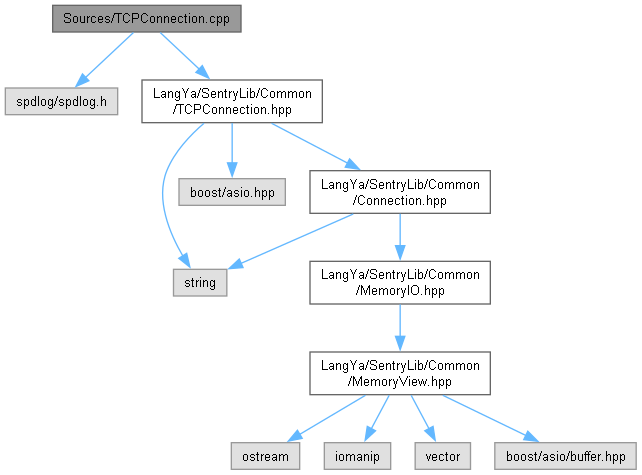 Sources/TCPConnection.cpp
spdlog/spdlog.h
LangYa/SentryLib/Common
/TCPConnection.hpp
boost/asio.hpp
LangYa/SentryLib/Common
/Connection.hpp
string
LangYa/SentryLib/Common
/MemoryIO.hpp
LangYa/SentryLib/Common
/MemoryView.hpp
ostream
iomanip
vector
boost/asio/buffer.hpp